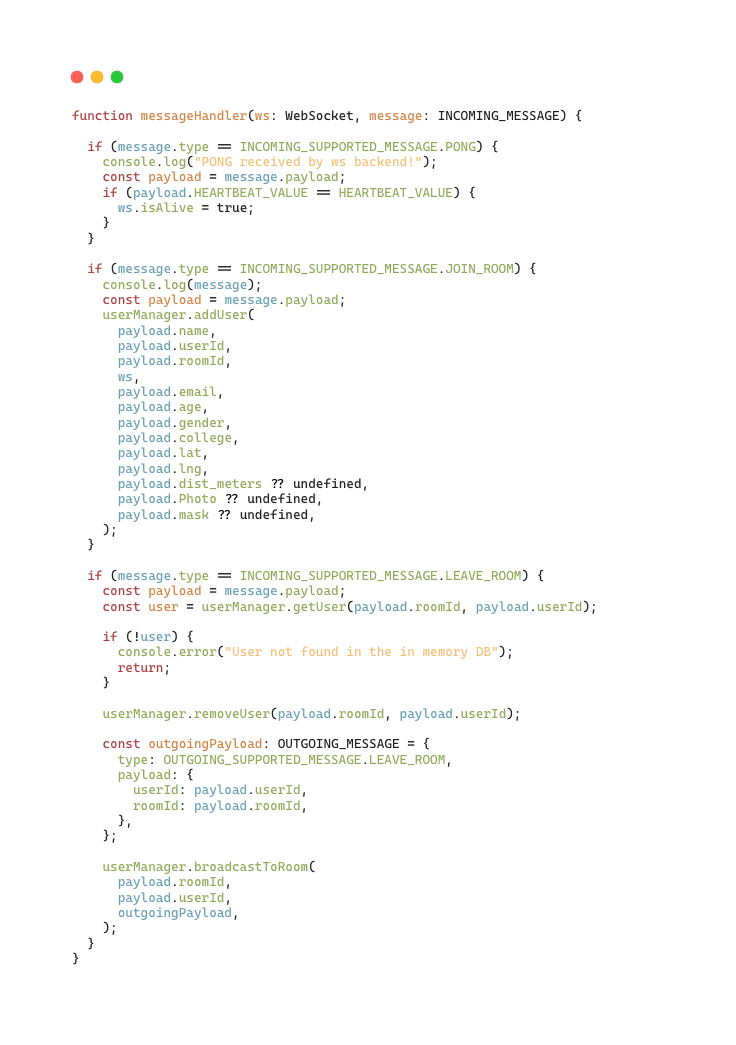 function messageHandler(ws: WebSocket, message: INCOMING_MESSAGE) {
if (message.type == INCOMING_SUPPORTED_MESSAGE.PONG) {
console.log("PONG received by ws backend!");
const payload = message.payload;
if (payload.HEARTBEAT_VALUE == HEARTBEAT_VALUE) {
ws.isAlive = true;
}
}
if (message.type == INCOMING_SUPPORTED_MESSAGE.JOIN_ROOM) {
console.log(message);
const payload = message.payload;
userManager.addUser(
payload.name,
payload.userId,
payload.roomId,
ws,
payload.email,
payload.age,
payload.gender,
payload.college,
payload.lat,
payload.lng,
payload.dist_meters ?? undefined,
payload.Photo ?? undefined,
payload.mask ?? undefined,
);
}
if (message.type == INCOMING_SUPPORTED_MESSAGE.LEAVE_ROOM) {
const payload = message.payload;
const user = userManager.getUser(payload.roomId, payload.userId);
if (!user) {
console.error("User not found in the in memory DB");
return;
}
userManager.removeUser(payload.roomId, payload.userId);
const outgoingPayload: OUTGOING_MESSAGE = {
type: OUTGOING_SUPPORTED_MESSAGE.LEAVE_ROOM,
payload: {
userId: payload.userId,
roomId: payload.roomId,
},
};
userManager.broadcastToRoom(
payload.roomId,
payload.userId,
outgoingPayload,
);
}
}